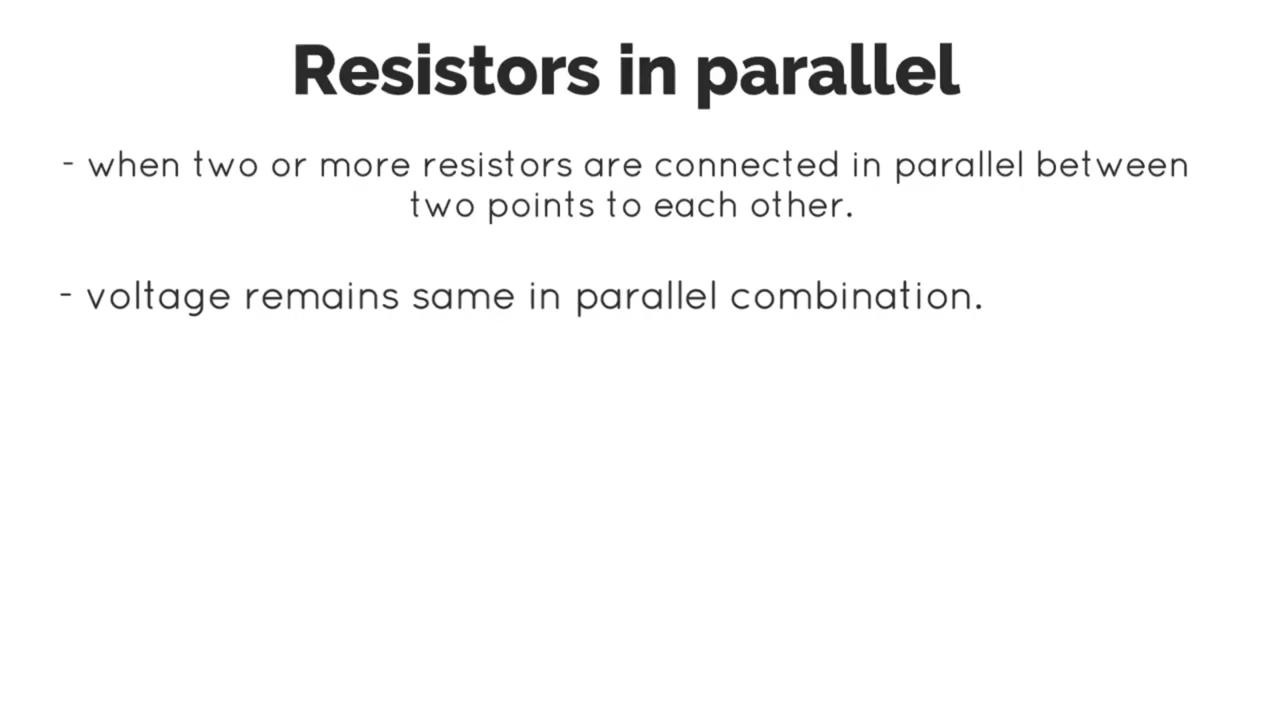 Resistors in parallel
- when two or more resistors are connected in parallel between
two points to each other.
- voltage remains same in parallel combination.